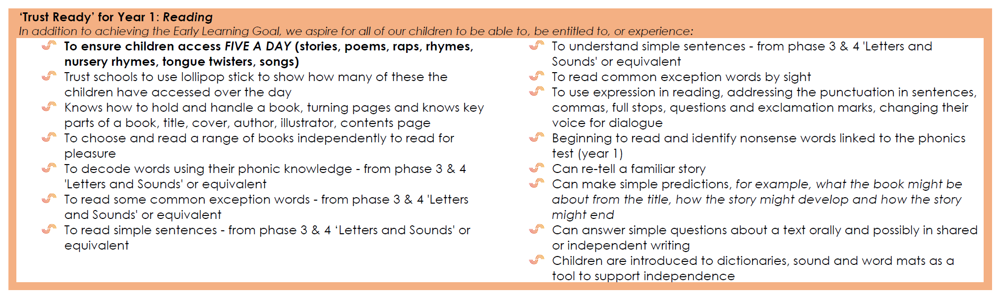 ‘Trust Ready’ for Year 1: Reading
In addition to achieving the Early Learning Goal, we aspire for all of our children to be able to, be entitled to, or experience:
To ensure children access FIVE A DAY (stories, poems, raps, rhymes,
nursery rhymes, tongue twisters, songs)
Trust schools to use lollipop stick to show how many of these the
children have accessed over the day
Knows how to hold and handle a book, turning pages and knows key
parts of a book, title, cover, author, illustrator, contents page
To choose and read a range of books independently to read for
pleasure
To decode words using their phonic knowledge - from phase 3 & 4
'Letters and Sounds' or equivalent
To read some common exception words - from phase 3 & 4 'Letters
and Sounds' or equivalent
To read simple sentences - from phase 3 & 4 ‘Letters and Sounds' or
equivalent
To understand simple sentences - from phase 3 & 4 'Letters and
Sounds' or equivalent
To read common exception words by sight
To use expression in reading, addressing the punctuation in sentences,
commas, full stops, questions and exclamation marks, changing their
voice for dialogue
Beginning to read and identify nonsense words linked to the phonics
test (year 1)
Can re-tell a familiar story
Can make simple predictions, for example, what the book might be
about from the title, how the story might develop and how the story
might end
Can answer simple questions about a text orally and possibly in shared
or independent writing
Children are introduced to dictionaries, sound and word mats as a
tool to support independence